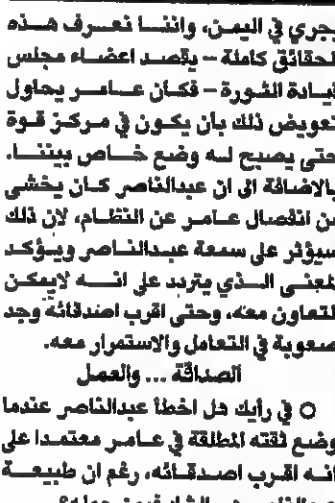 يجري في اليمن، واننا نعرف هذه
الحقائق كاملة - يقصد اعضاء مجلس
قيادة الثورة - فكان عامر يحاول
تعويض ذلك بان يكون في مركز قوة
حتى يصبح له وضع خاص بيننا.
بالاضافة الى ان عبدالناصر كان يخشى
من انفصال عامر عن النظام، لان ذلك
سيؤثر على سمعة عبدالناصر ويؤكد
المعنى الذي يتردد على انه لايمكن
التعاون معه، وحتى اقرب اصدقائه وجد
صعوبة في التعامل والاستمرار معه.
الصداقة ... والعمل
○ في رأيك هل اخطأ عبدالناصر عندما
وضع ثقته المطلقة في عامر معتمدا على
انه اقرب اصدقائه، رغم ان طبيعة